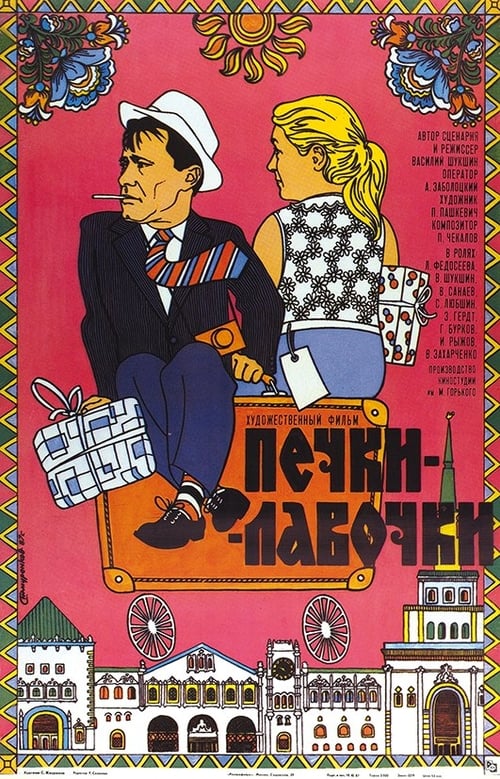 АВТОР СЦЕНАРИЯ
И РЕЖИССЕР
ВАСИЛИЙ ШУКШИН
ОПЕРАТОР
А. ЗАБОЛОЦКИЙ
ХУДОЖНИК
П. ПАШКЕВИЧ
КОМПОЗИТОР
П. ЧЕКАЛОВ
В РОЛЯХ
Л. ФЕДОСЕЕВА,
В. ШУКШИН,
В. САНАЕВ,
С. ЛЮБШИН,
З. ГЕРДТ,
Г. БУРКОВ,
И. РЫЖОВ,
В. ЗАХАРЧЕНКО
ПРОИЗВОДСТВО
КИНОСТУДИИ
им. М. ГОРЬКОГО
ХУДОЖЕСТВЕННЫЙ ФИЛЬМ
ПЕЧКИ-
-ЛАВОЧКИ